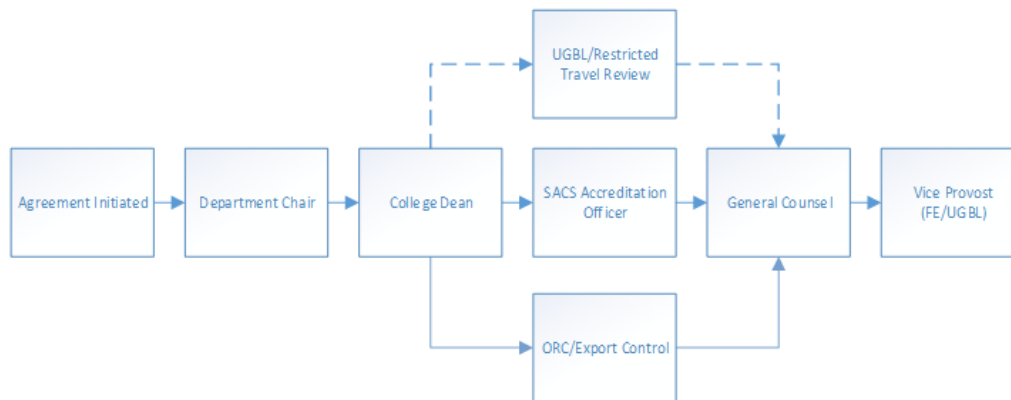 UGBL/Restricted
Travel Review
Agreement Initiated
Department Chair
College Dean
SACS Accreditation
Officer
General Counsel
Vice Provost
(FE/UGBL)
ORC/Export Control